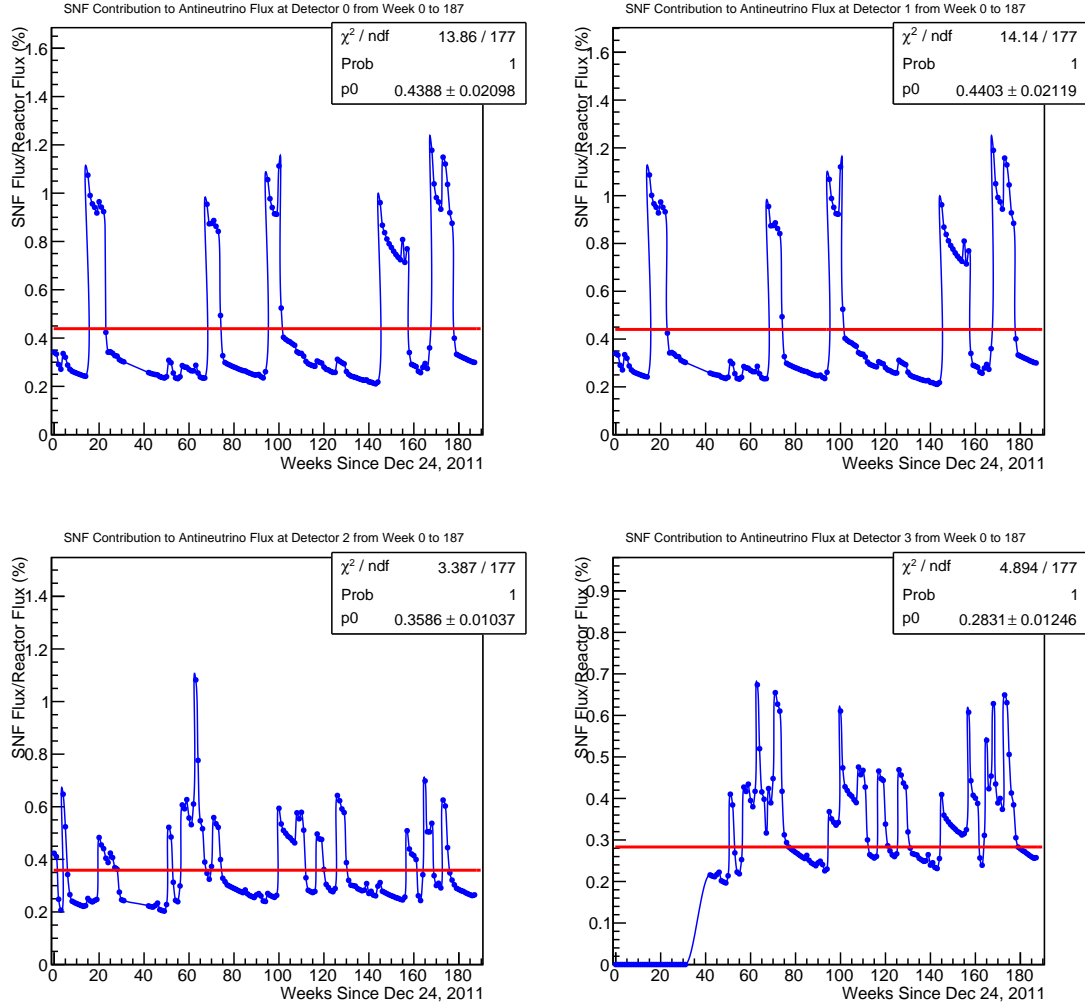 SNF Contribution to Antineutrino Flux at Detector 0 from Week 0 to 187
χ² / ndf 13.86 / 177
Prob 1
p0 0.4388 ± 0.02098
SNF Flux/Reactor Flux (%)
1.6
1.4
1.2
1
0.8
0.6
0.4
0.2
0
0 20 40 60 80 100 120 140 160 180
Weeks Since Dec 24, 2011
SNF Contribution to Antineutrino Flux at Detector 1 from Week 0 to 187
χ² / ndf 14.14 / 177
Prob 1
p0 0.4403 ± 0.02119
SNF Flux/Reactor Flux (%)
1.6
1.4
1.2
1
0.8
0.6
0.4
0.2
0
0 20 40 60 80 100 120 140 160 180
Weeks Since Dec 24, 2011
SNF Contribution to Antineutrino Flux at Detector 2 from Week 0 to 187
χ² / ndf 3.387 / 177
Prob 1
p0 0.3586 ± 0.01037
SNF Flux/Reactor Flux (%)
1.4
1.2
1
0.8
0.6
0.4
0.2
0
0 20 40 60 80 100 120 140 160 180
Weeks Since Dec 24, 2011
SNF Contribution to Antineutrino Flux at Detector 3 from Week 0 to 187
χ² / ndf 4.894 / 177
Prob 1
p0 0.2831 ± 0.01246
SNF Flux/Reactor Flux (%)
0.9
0.8
0.7
0.6
0.5
0.4
0.3
0.2
0.1
0
0 20 40 60 80 100 120 140 160 180
Weeks Since Dec 24, 2011